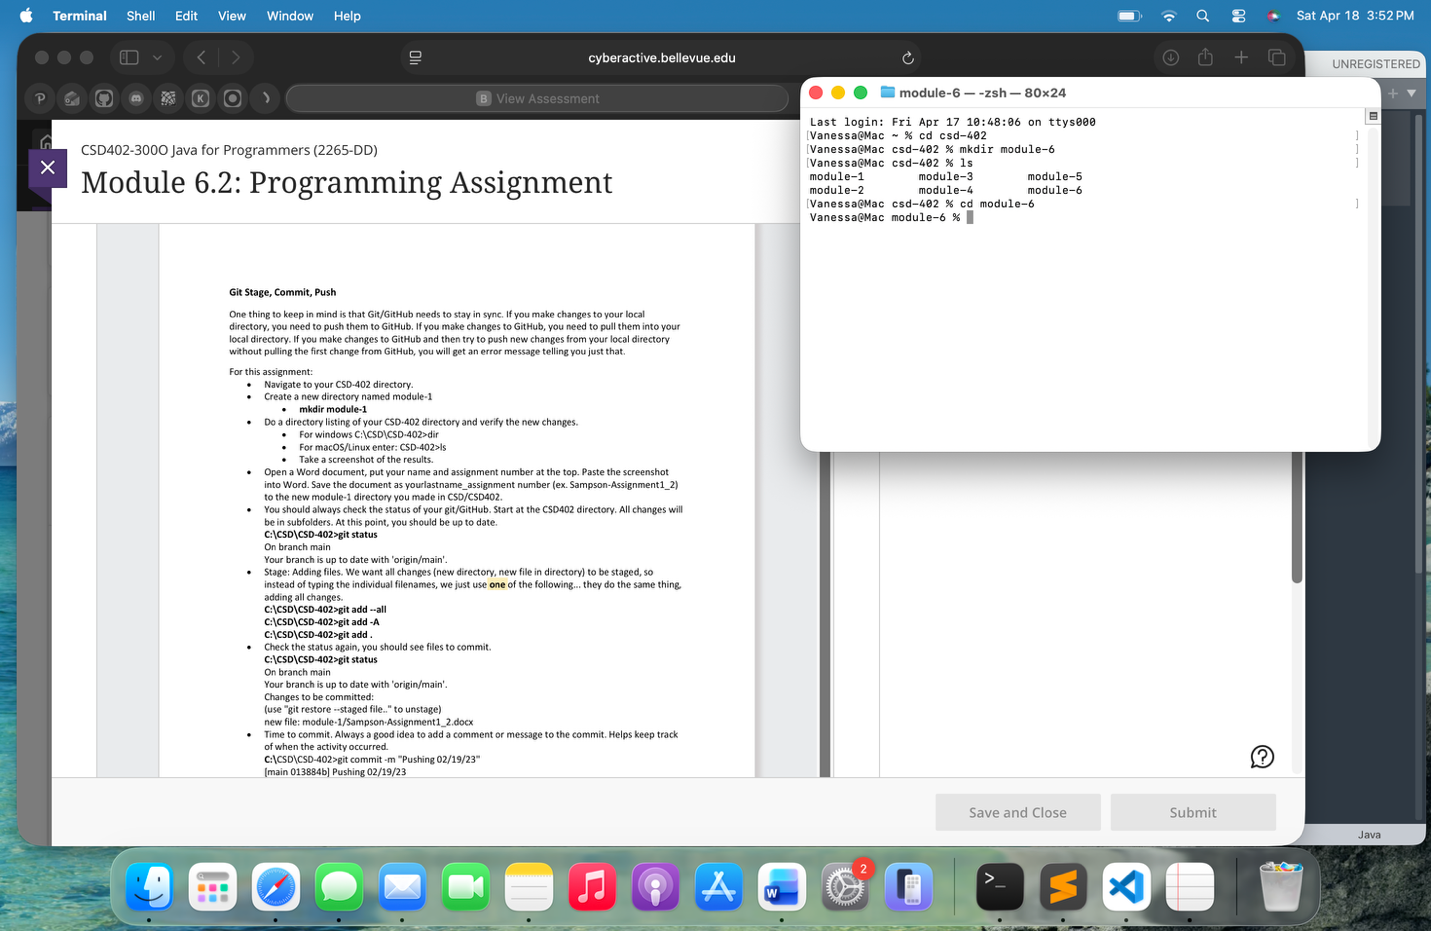 Terminal Shell Edit View Window Help Sat Apr 18 3:52 PM
cyberactive.bellevue.edu
UNREGISTERED
B View Assessment
CSD402-300O Java for Programmers (2265-DD)
Module 6.2: Programming Assignment
Git Stage, Commit, Push
One thing to keep in mind is that Git/GitHub needs to stay in sync. If you make changes to your local
directory, you need to push them to GitHub. If you make changes to GitHub, you need to pull them into your
local directory. If you make changes to GitHub and then try to push new changes from your local directory
without pulling the first change from GitHub, you will get an error message telling you just that.
For this assignment:
• Navigate to your CSD-402 directory.
• Create a new directory named module-1
• mkdir module-1
• Do a directory listing of your CSD-402 directory and verify the new changes.
• For windows C:\CSD\CSD-402>dir
• For macOS/Linux enter: CSD-402>ls
• Take a screenshot of the results.
• Open a Word document, put your name and assignment number at the top. Paste the screenshot
into Word. Save the document as yourlastname_assignment number (ex. Sampson-Assignment1_2)
to the new module-1 directory you made in CSD/CSD402.
• You should always check the status of your git/GitHub. Start at the CSD402 directory. All changes will
be in subfolders. At this point, you should be up to date.
C:\CSD\CSD-402>git status
On branch main
Your branch is up to date with 'origin/main'.
• Stage: Adding files. We want all changes (new directory, new file in directory) to be staged, so
instead of typing the individual filenames, we just use one of the following... they do the same thing,
adding all changes.
C:\CSD\CSD-402>git add --all
C:\CSD\CSD-402>git add -A
C:\CSD\CSD-402>git add .
• Check the status again, you should see files to commit.
C:\CSD\CSD-402>git status
On branch main
Your branch is up to date with 'origin/main'.
Changes to be committed:
(use "git restore --staged file.." to unstage)
new file: module-1/Sampson-Assignment1_2.docx
• Time to commit. Always a good idea to add a comment or message to the commit. Helps keep track
of when the activity occurred.
C:\CSD\CSD-402>git commit -m "Pushing 02/19/23"
[main 013884b] Pushing 02/19/23
module-6 — -zsh — 80×24
Last login: Fri Apr 17 10:48:06 on ttys000
[Vanessa@Mac ~ % cd csd-402 ]
[Vanessa@Mac csd-402 % mkdir module-6 ]
[Vanessa@Mac csd-402 % ls ]
module-1 module-3 module-5
module-2 module-4 module-6
[Vanessa@Mac csd-402 % cd module-6 ]
Vanessa@Mac module-6 %
Save and Close
Submit
Java
2